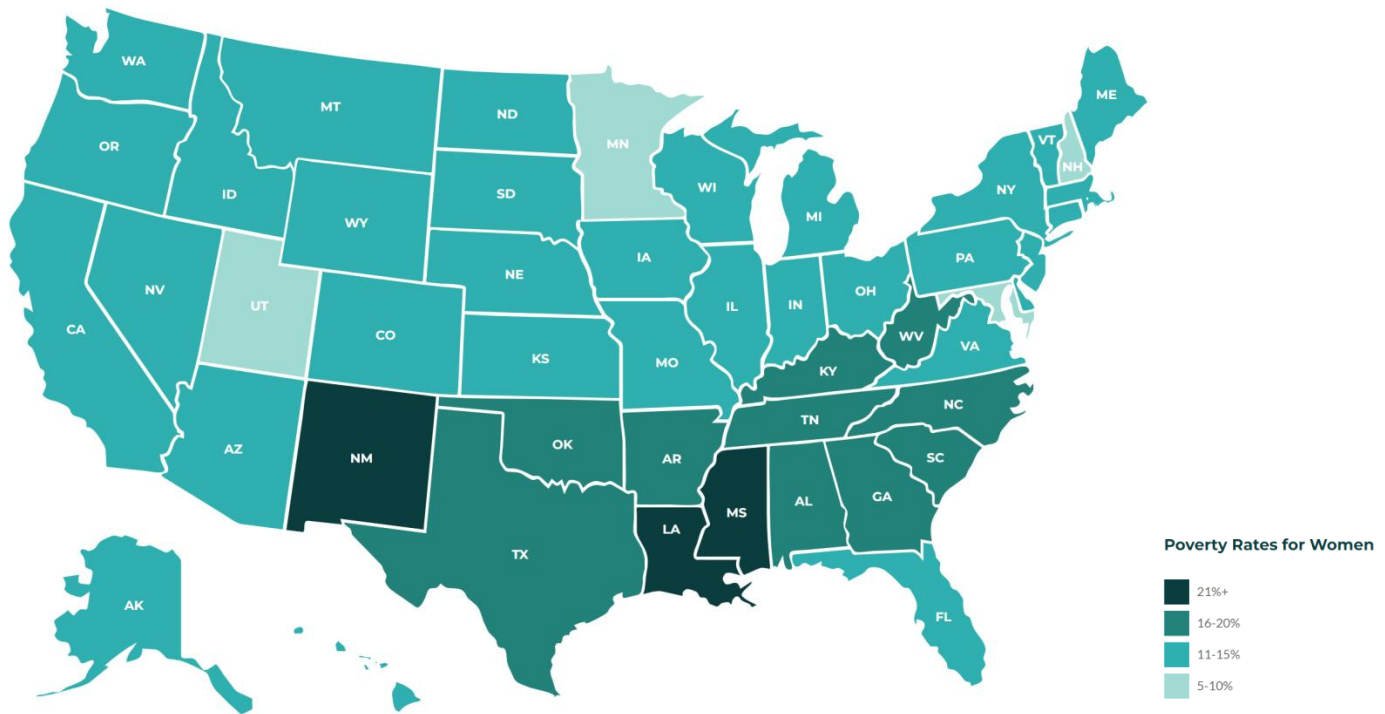 WA
MT
ND
MN
ME
OR
ID
SD
WI
VT
NH
NY
WY
MI
IA
NE
PA
NV
UT
CO
IL
IN
OH
CA
KS
MO
WV
VA
KY
NC
TN
AZ
NM
OK
AR
SC
MS
AL
GA
LA
TX
AK
FL
Poverty Rates for Women
21%+
16-20%
11-15%
5-10%